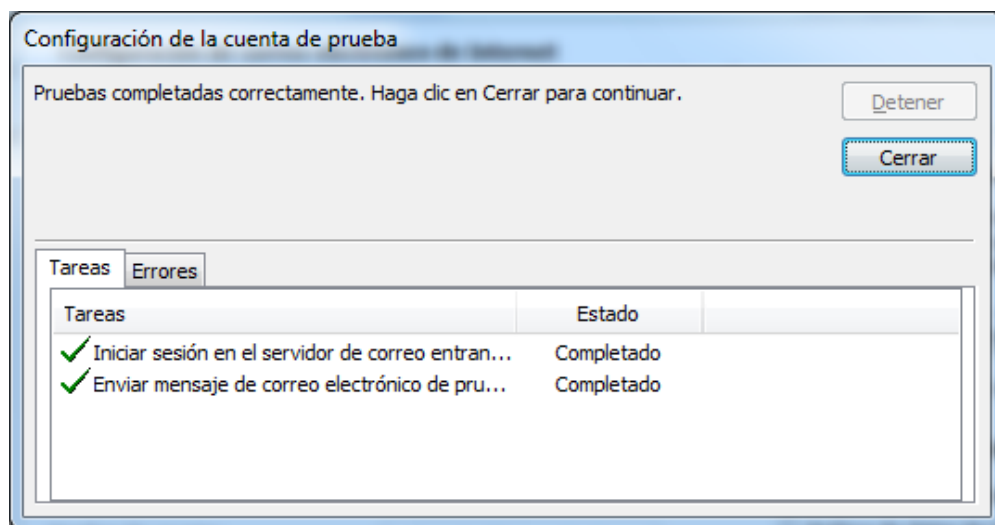 Configuración de la cuenta de prueba
Pruebas completadas correctamente. Haga clic en Cerrar para continuar.
Detener
Cerrar
Tareas Errores
Tareas Estado
Iniciar sesión en el servidor de correo entran... Completado
Enviar mensaje de correo electrónico de pru... Completado